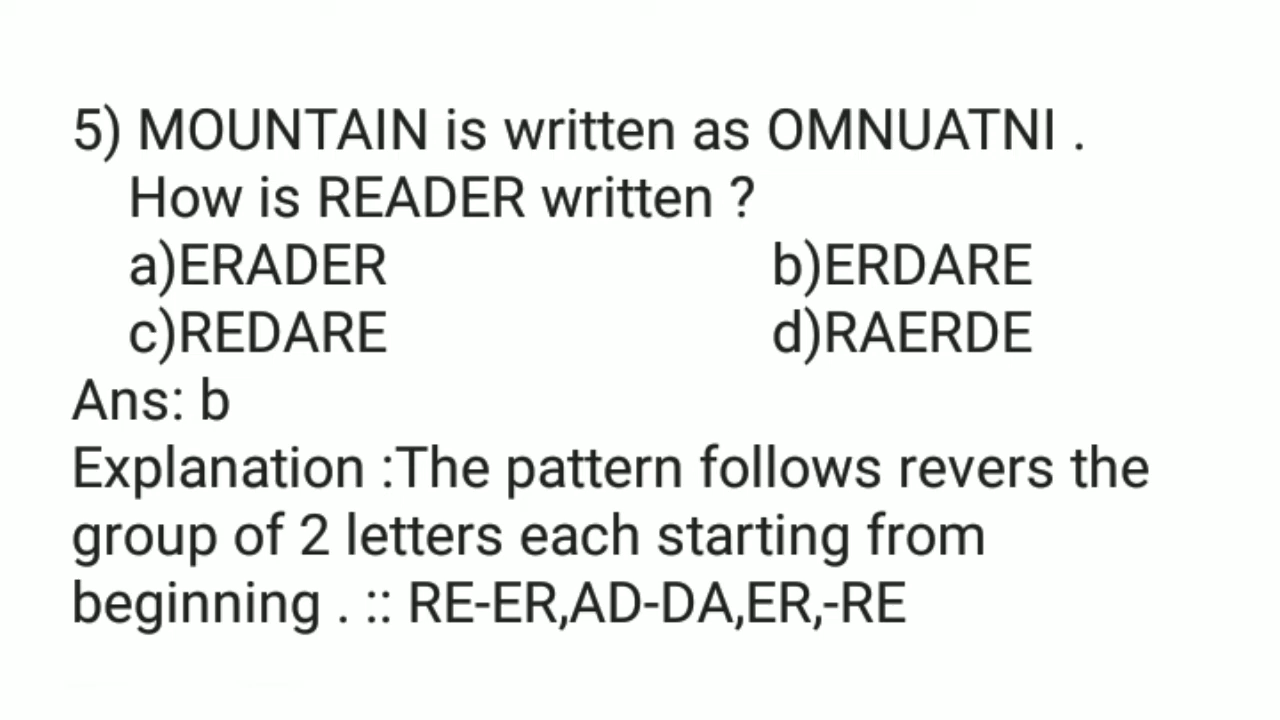 5) MOUNTAIN is written as OMNUATNI .
How is READER written ?
a)ERADER b)ERDARE
c)REDARE d)RAERDE
Ans: b
Explanation :The pattern follows revers the
group of 2 letters each starting from
beginning . :: RE-ER,AD-DA,ER,-RE